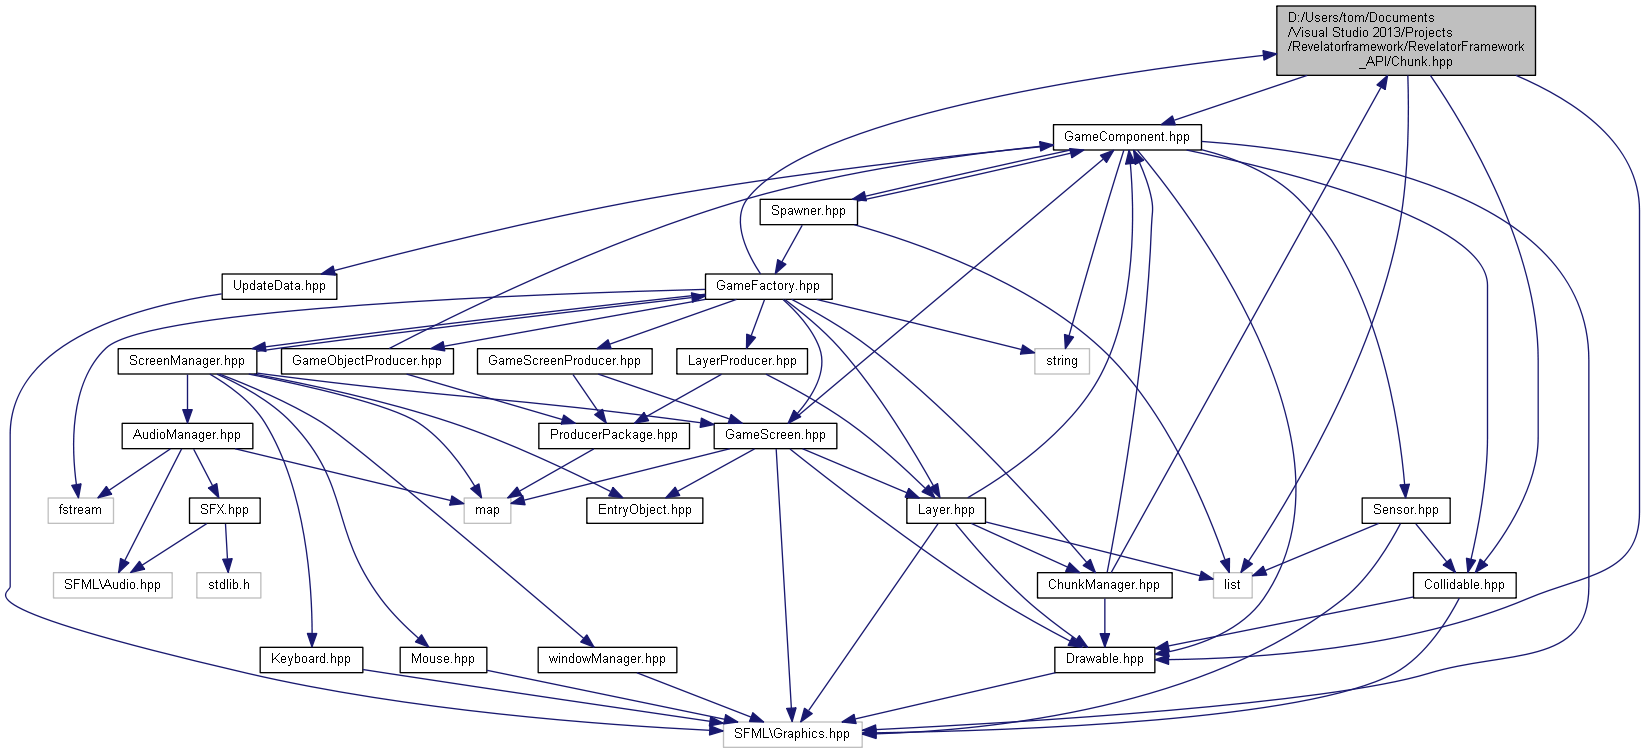 D:/Users/tom/Documents
/Visual Studio 2013/Projects
/Revelatorframework/RevelatorFramework
_API/Chunk.hpp
GameComponent.hpp
Spawner.hpp
UpdateData.hpp
GameFactory.hpp
ScreenManager.hpp
GameObjectProducer.hpp
GameScreenProducer.hpp
LayerProducer.hpp
string
AudioManager.hpp
ProducerPackage.hpp
GameScreen.hpp
fstream
SFX.hpp
map
EntryObject.hpp
Layer.hpp
Sensor.hpp
SFML\Audio.hpp
stdlib.h
ChunkManager.hpp
list
Collidable.hpp
Keyboard.hpp
Mouse.hpp
windowManager.hpp
Drawable.hpp
SFML\Graphics.hpp